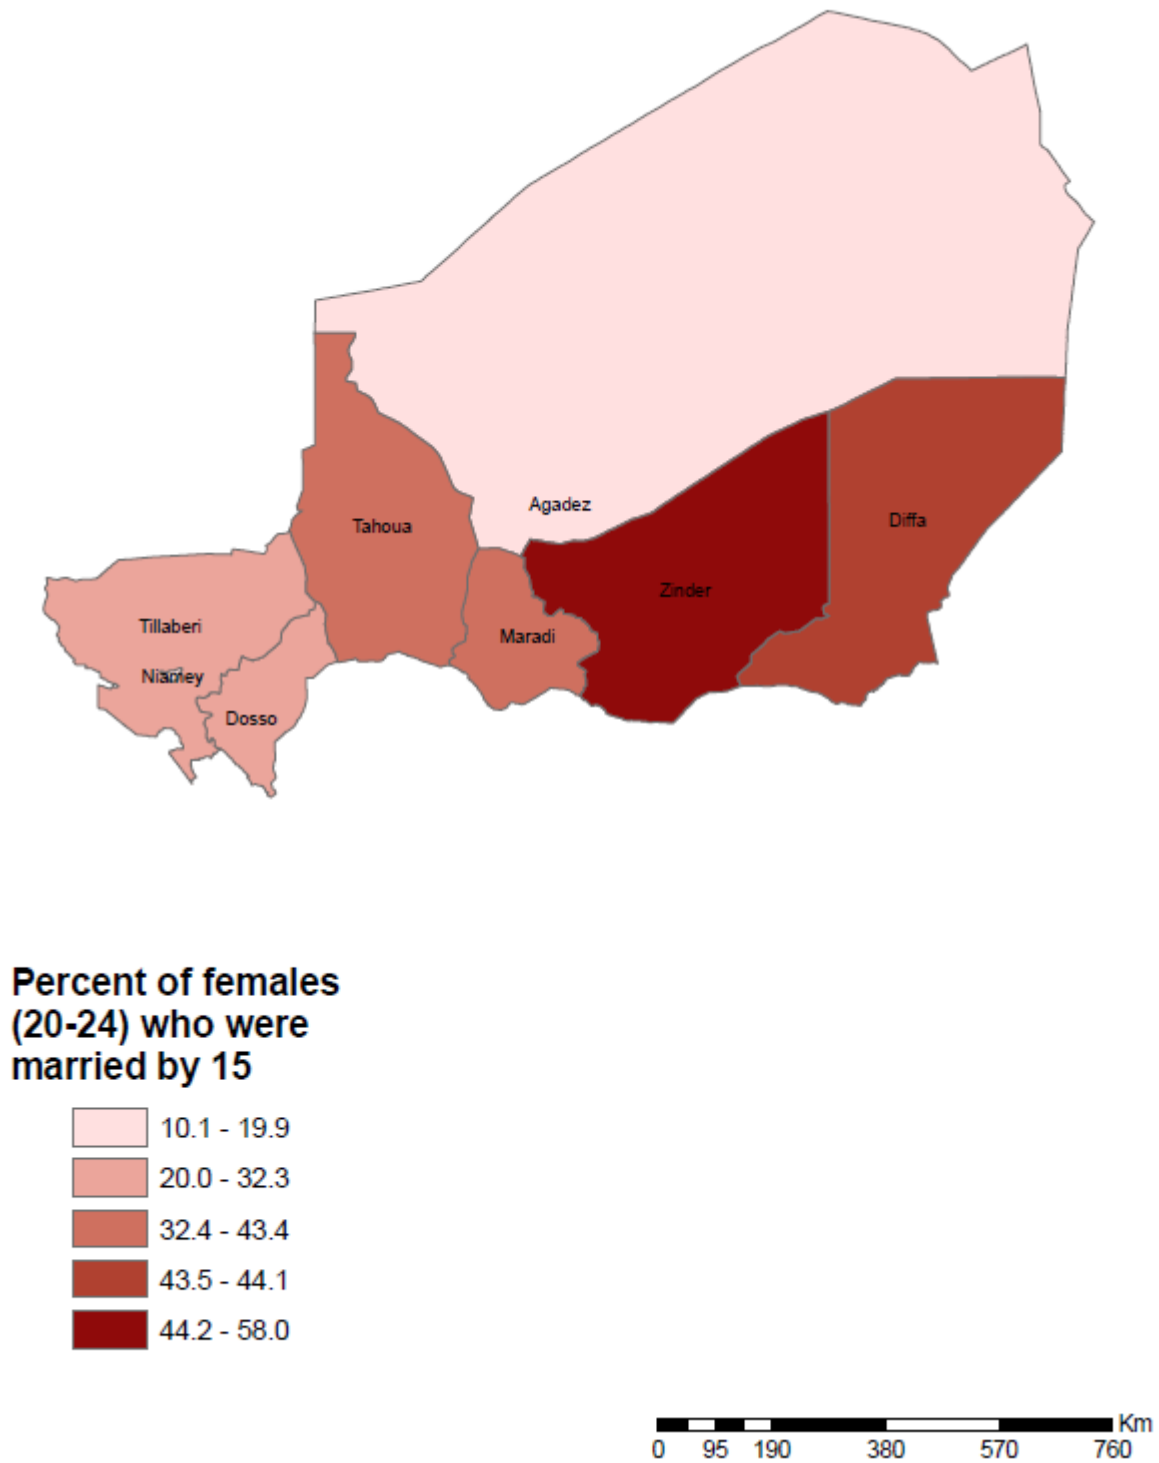 Agadez
Tahoua
Diffa
Zinder
Tillaberi
Maradi
Niamey
Dosso
Percent of females
(20-24) who were
married by 15
10.1 - 19.9
20.0 - 32.3
32.4 - 43.4
43.5 - 44.1
44.2 - 58.0
Km
0 95 190 380 570 760